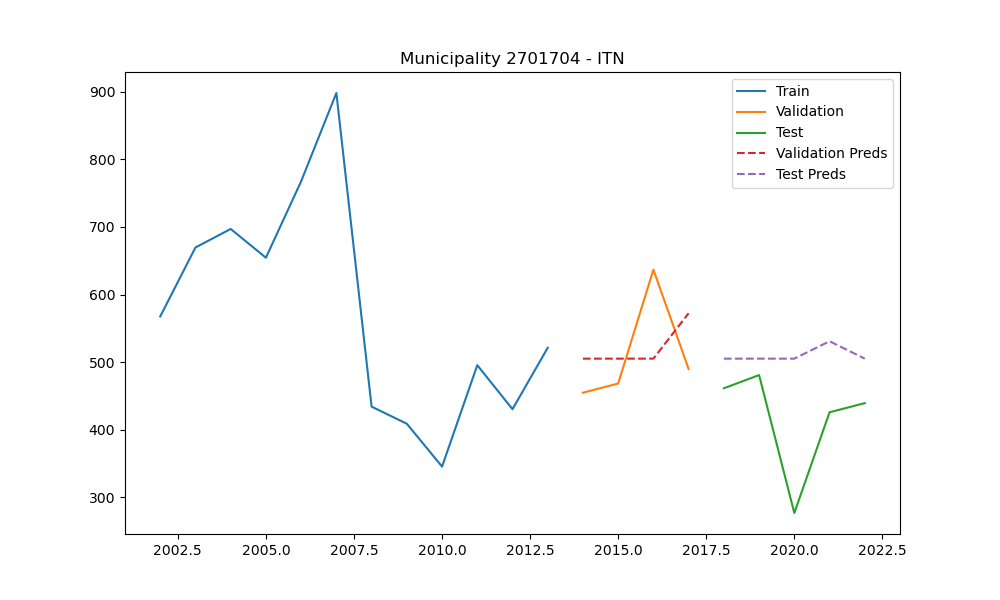 Municipality 2701704 - ITN
900
800
700
600
500
400
300
Train
Validation
Test
Validation Preds
Test Preds
2002.5 2005.0 2007.5 2010.0 2012.5 2015.0 2017.5 2020.0 2022.5